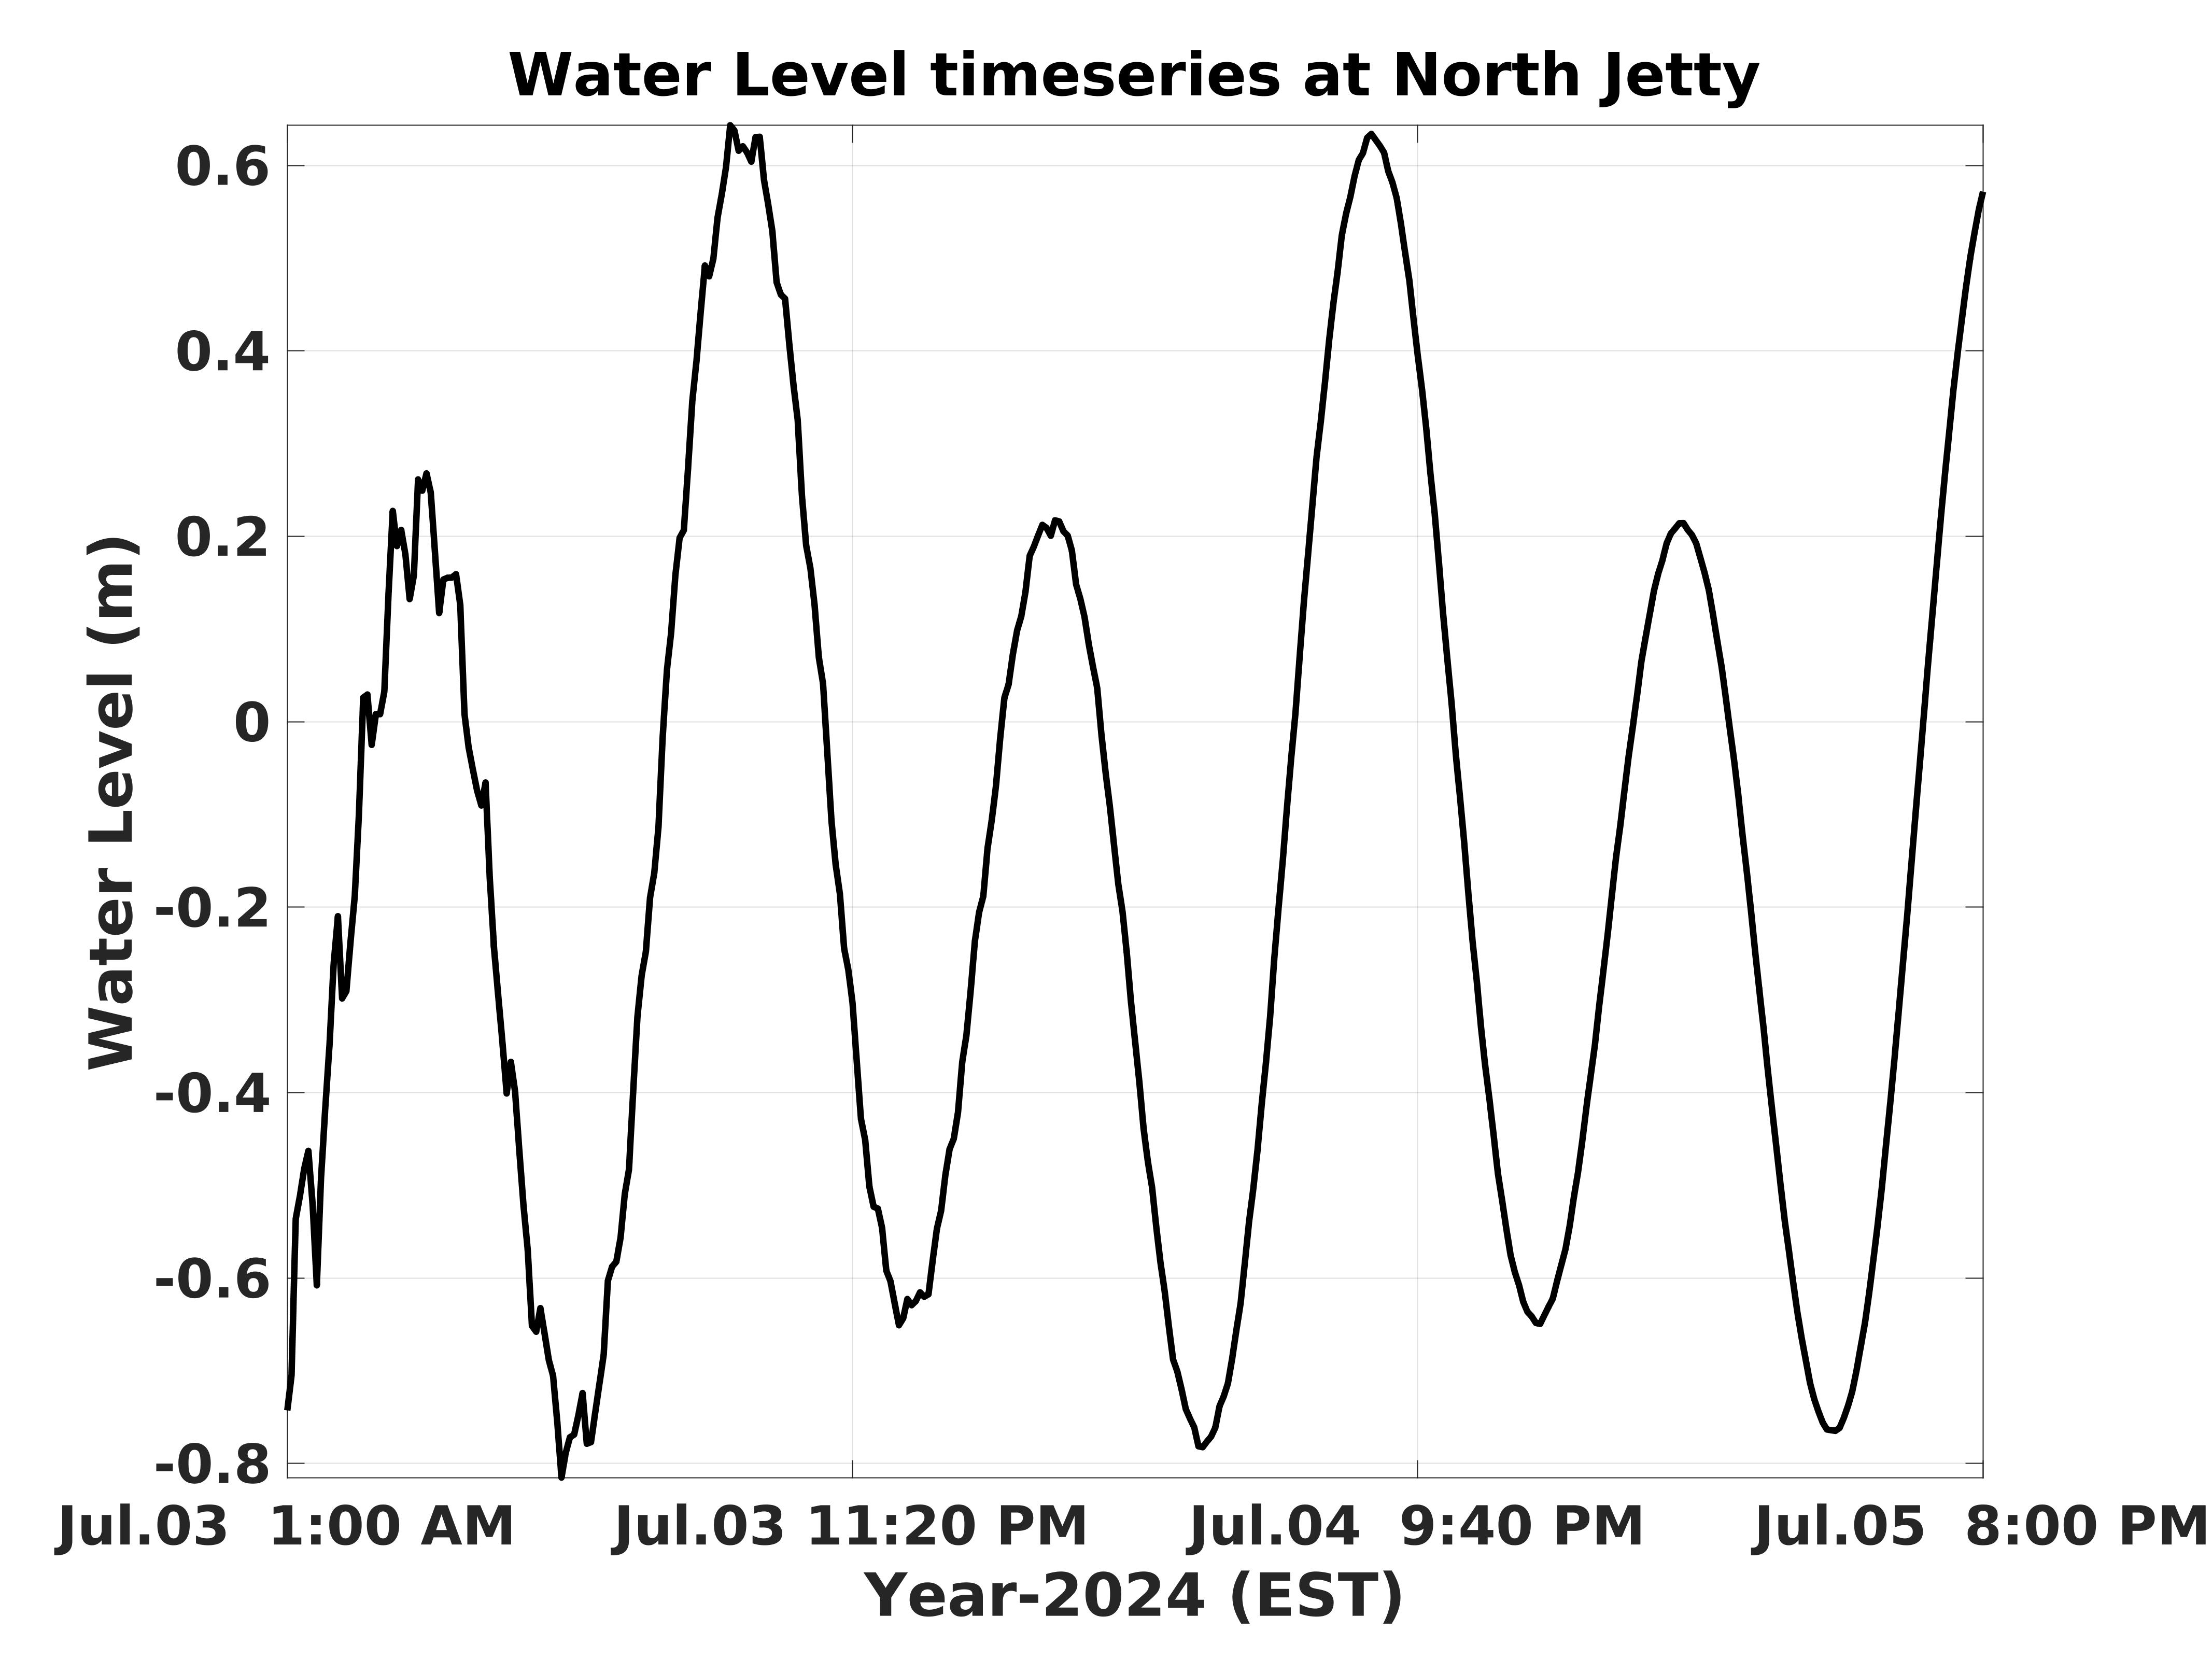 Water Level timeseries at North Jetty
0.6
0.4
0.2
0
-0.2
-0.4
-0.6
-0.8
Water Level (m)
Jul.03 1:00 AM Jul.03 11:20 PM Jul.04 9:40 PM Jul.05 8:00 PM
Year-2024 (EST)